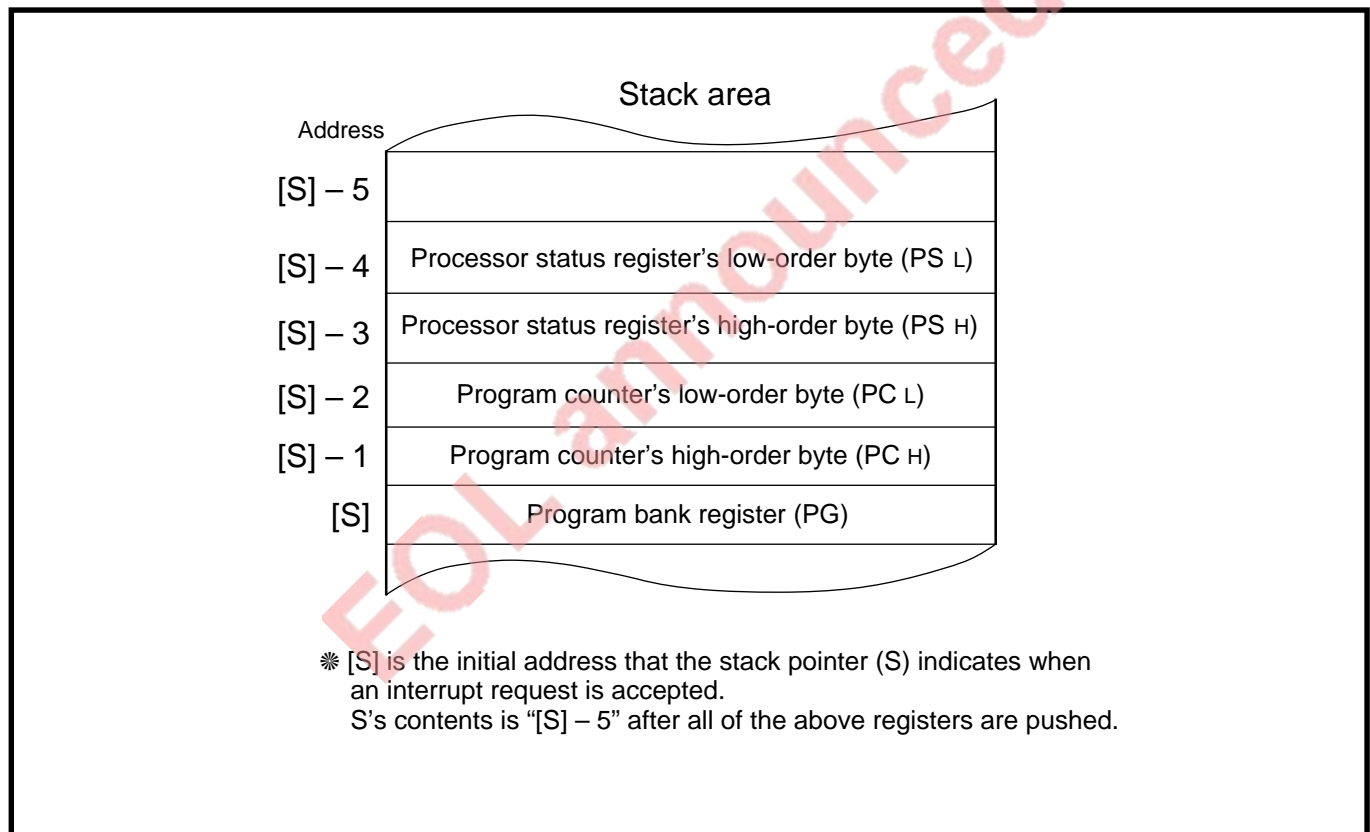 Stack area
Address
[S] – 5
[S] – 4 Processor status register’s low-order byte (PS L)
[S] – 3 Processor status register’s high-order byte (PS H)
[S] – 2 Program counter’s low-order byte (PC L)
[S] – 1 Program counter’s high-order byte (PC H)
[S] Program bank register (PG)
❊ [S] is the initial address that the stack pointer (S) indicates when
an interrupt request is accepted.
S’s contents is “[S] – 5” after all of the above registers are pushed.
EOL announced